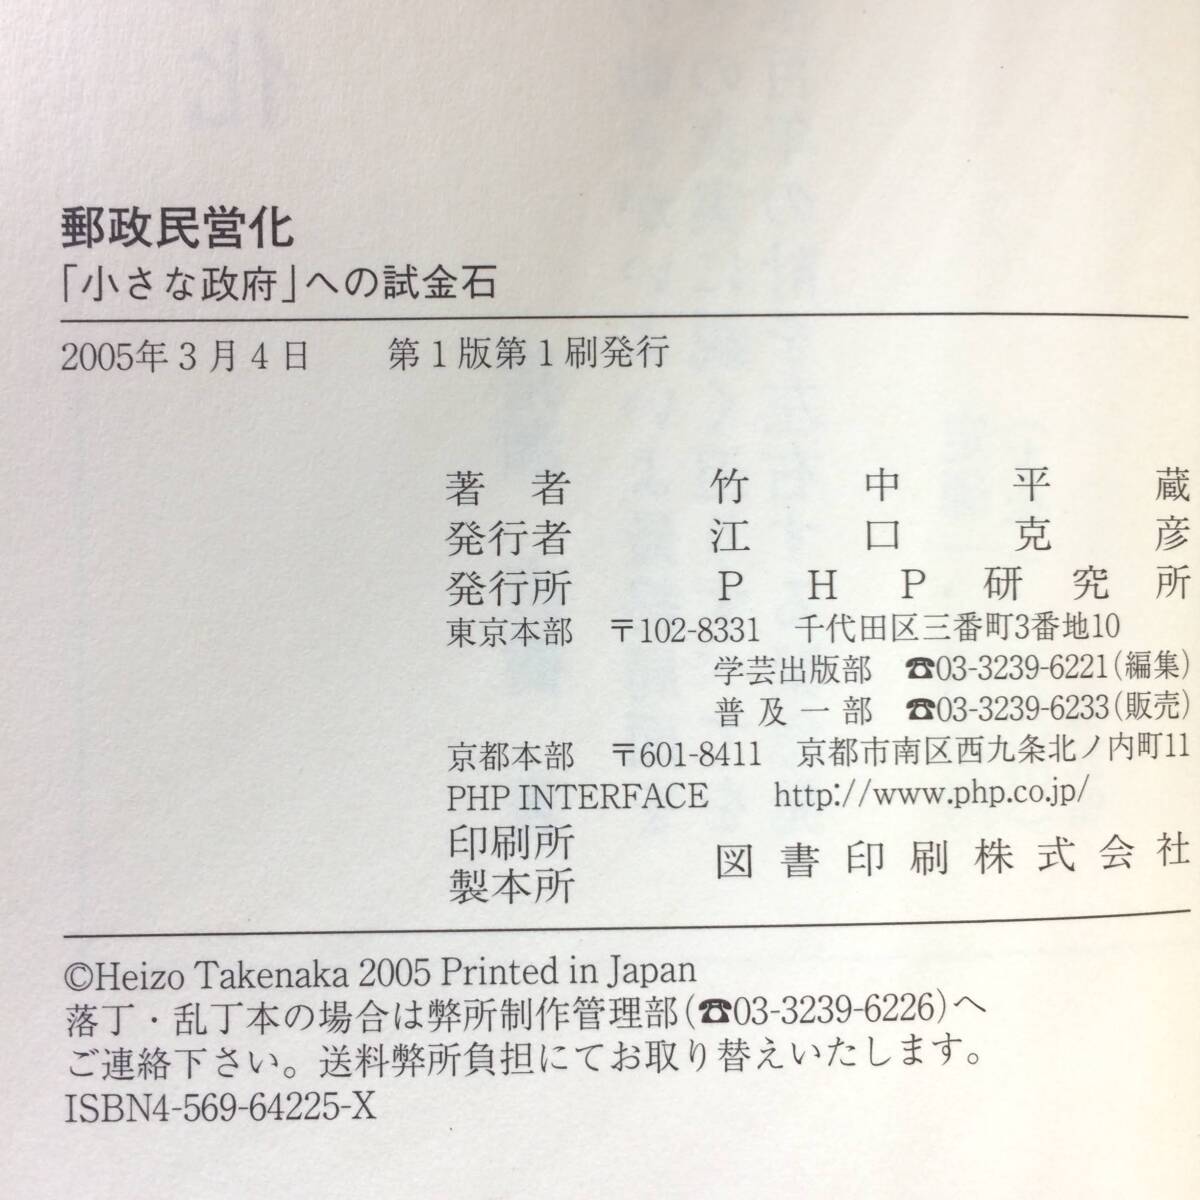 郵政民営化
「小さな政府」への試金石
2005年3月4日　第1版第1刷発行
著者　竹中平蔵
発行者　江口克彦
発行所　PHP研究所
東京本部　〒102-8331　千代田区三番町3番地10
学芸出版部　☎03-3239-6221(編集)
普及一部　☎03-3239-6233(販売)
京都本部　〒601-8411　京都市南区西九条北ノ内町11
PHP INTERFACE　http://www.php.co.jp/
印刷所
製本所　図書印刷株式会社
©Heizo Takenaka 2005 Printed in Japan
落丁・乱丁本の場合は弊所制作管理部(☎03-3239-6226)へ
ご連絡下さい。送料弊所負担にてお取り替えいたします。
ISBN4-569-64225-X